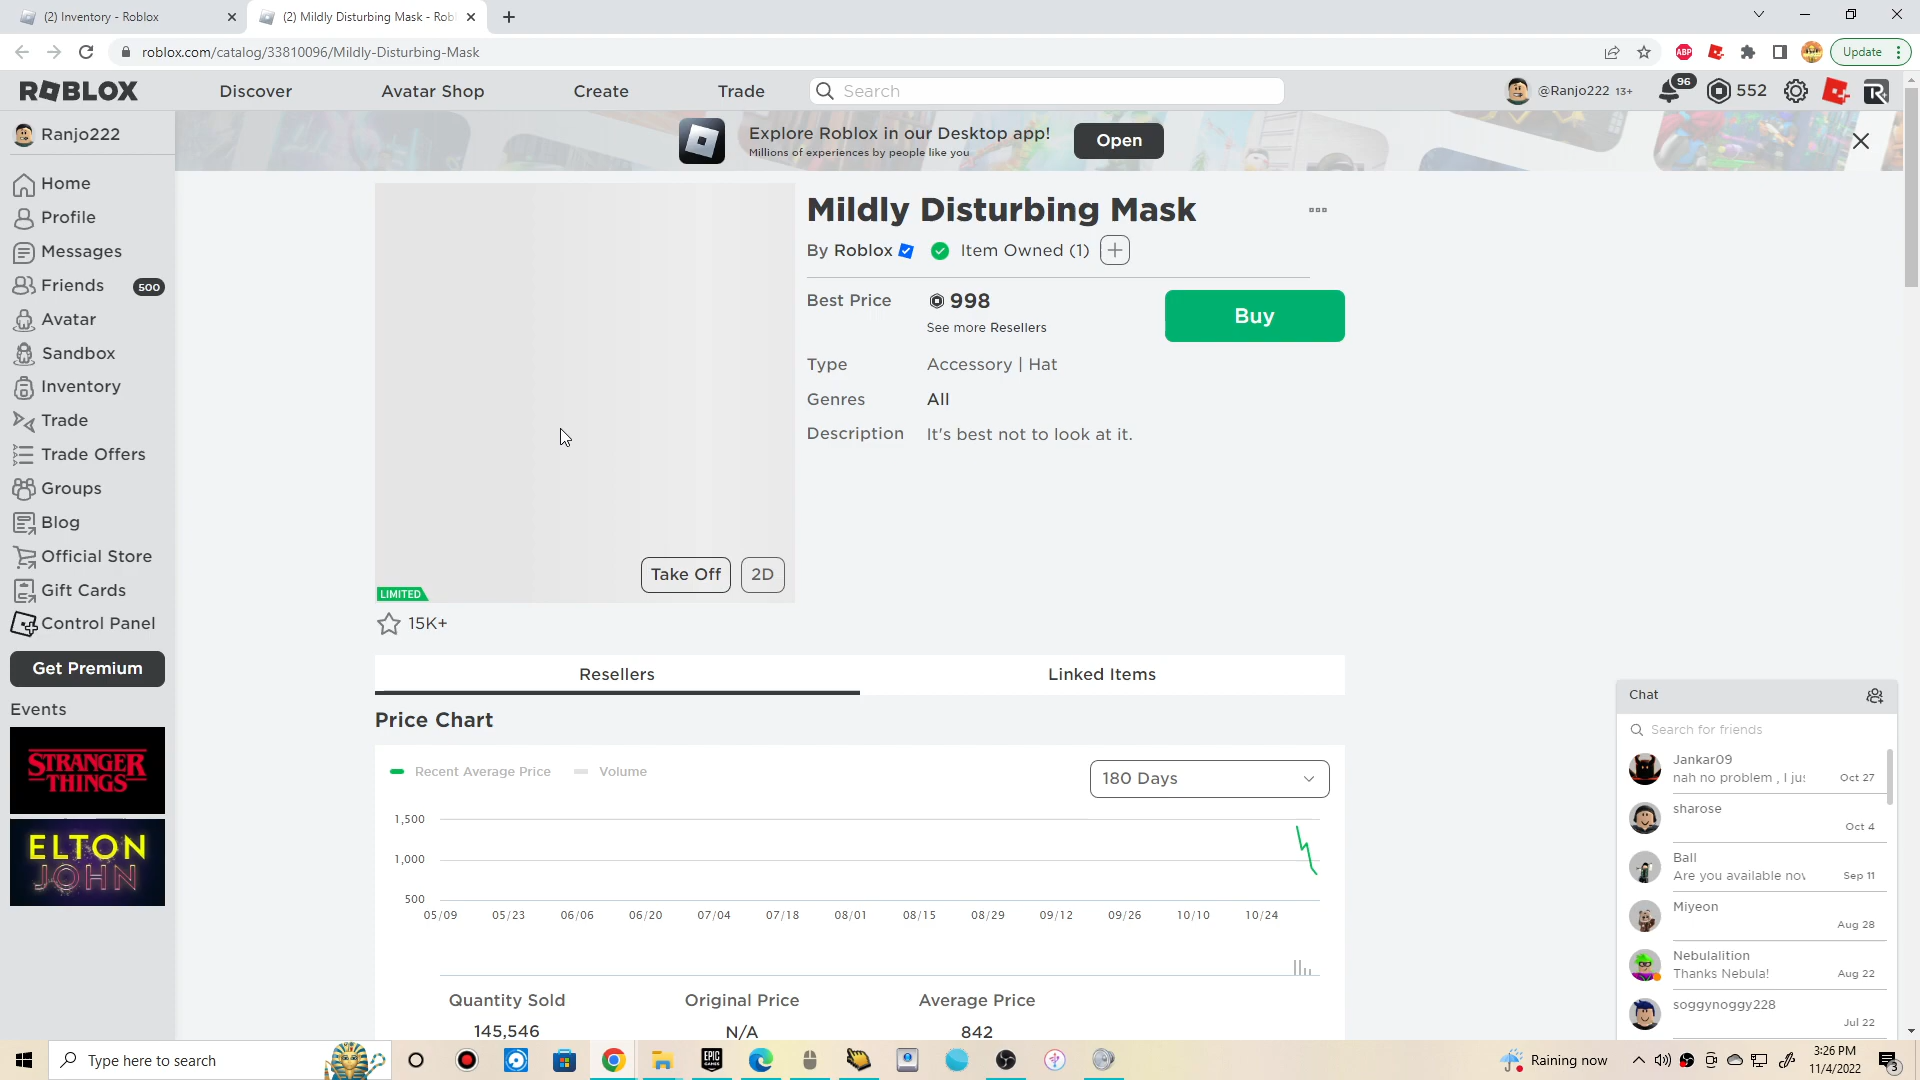 (2) Inventory - Roblox
(2) Mildly Disturbing Mask - Rob
roblox.com/catalog/33810096/Mildly-Disturbing-Mask
ABP
Update
ROBLOX
Discover
Avatar Shop
Create
Trade
Search
@Ranjo222 13+
96
552
Ranjo222
Explore Roblox in our Desktop app!
Millions of experiences by people like you
Open
Home
Profile
Messages
Friends
500
Avatar
Sandbox
Inventory
Trade
Trade Offers
Groups
Blog
Official Store
Gift Cards
Control Panel
Get Premium
Events
STRANGER
THINGS
ELTON
JOHN
Mildly Disturbing Mask
By Roblox
Item Owned (1)
Best Price
998
See more Resellers
Buy
Type
Accessory | Hat
Genres
All
Description
It's best not to look at it.
Take Off
2D
LIMITED
15K+
Resellers
Linked Items
Price Chart
Recent Average Price
Volume
180 Days
1,500
1,000
500
05/09 05/23 06/06 06/20 07/04 07/18 08/01 08/15 08/29 09/12 09/26 10/10 10/24
Quantity Sold
145,546
Original Price
N/A
Average Price
842
Chat
Search for friends
Jankar09
nah no problem , I jus
Oct 27
sharose
Oct 4
Ball
Are you available nov
Sep 11
Miyeon
Aug 28
Nebulalition
Thanks Nebula!
Aug 22
soggynoggy228
Jul 22
Type here to search
EPIC
GAMES
Raining now
3:26 PM
11/4/2022
3